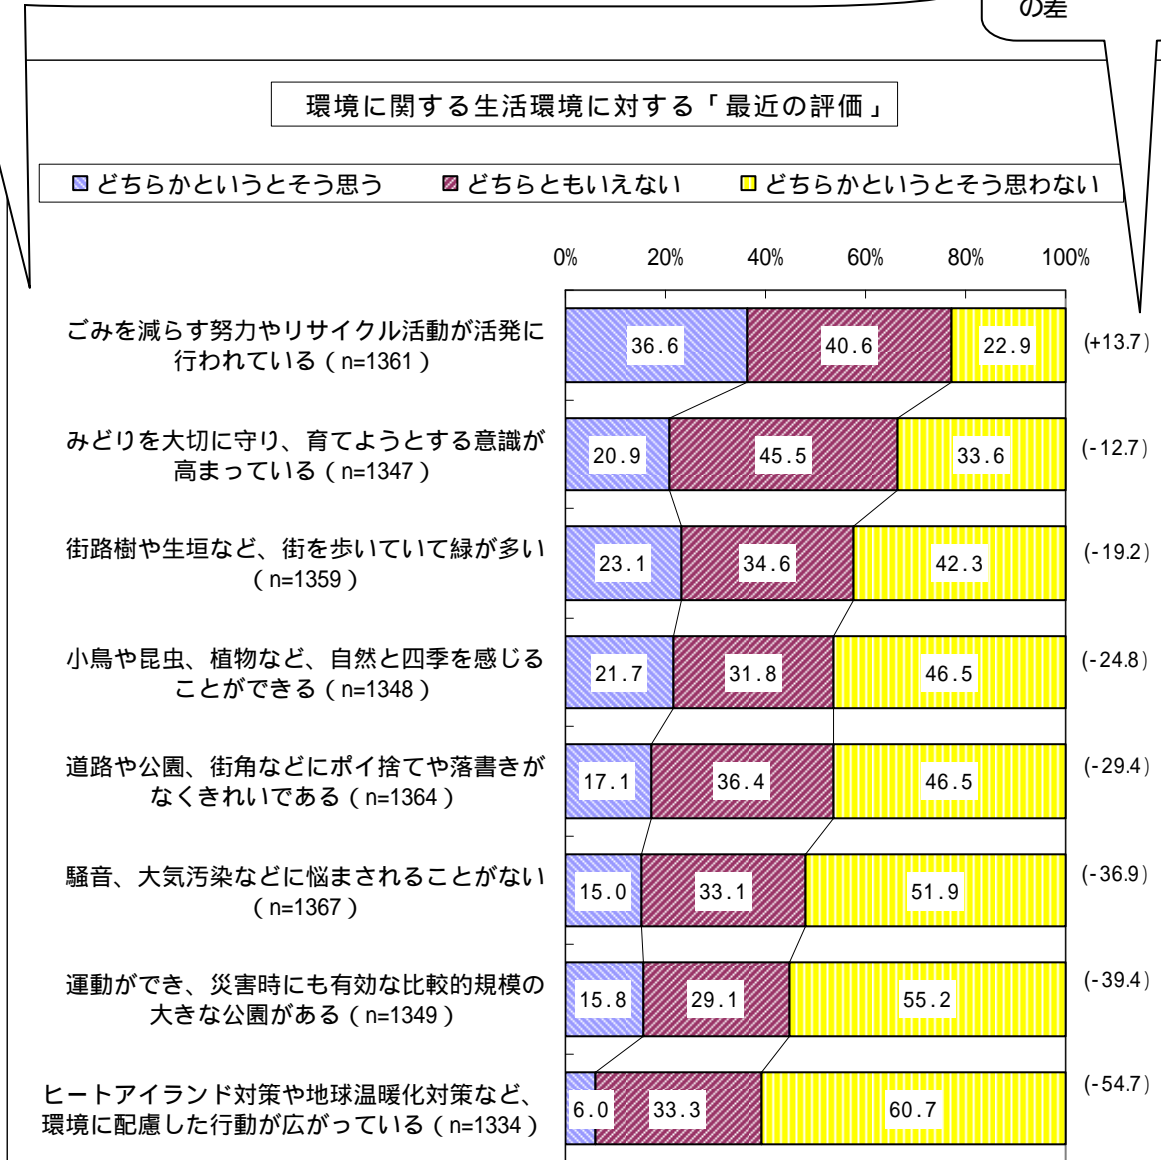 の差
環境に関する生活環境に対する「最近の評価」
どちらかというとそう思う どちらともいえない どちらかというとそう思わない
0% 20% 40% 60% 80% 100%
ごみを減らす努力やリサイクル活動が活発に
行われている（n=1361）
36.6 40.6 22.9 (+13.7)
みどりを大切に守り、育てようとする意識が
高まっている（n=1347）
20.9 45.5 33.6 (-12.7)
街路樹や生垣など、街を歩いていて緑が多い
（n=1359）
23.1 34.6 42.3 (-19.2)
小鳥や昆虫、植物など、自然と四季を感じる
ことができる（n=1348）
21.7 31.8 46.5 (-24.8)
道路や公園、街角などにポイ捨てや落書きが
なくきれいである（n=1364）
17.1 36.4 46.5 (-29.4)
騒音、大気汚染などに悩まされることがない
（n=1367）
15.0 33.1 51.9 (-36.9)
運動ができ、災害時にも有効な比較的規模の
大きな公園がある（n=1349）
15.8 29.1 55.2 (-39.4)
ヒートアイランド対策や地球温暖化対策など、
環境に配慮した行動が広がっている（n=1334）
6.0 33.3 60.7 (-54.7)